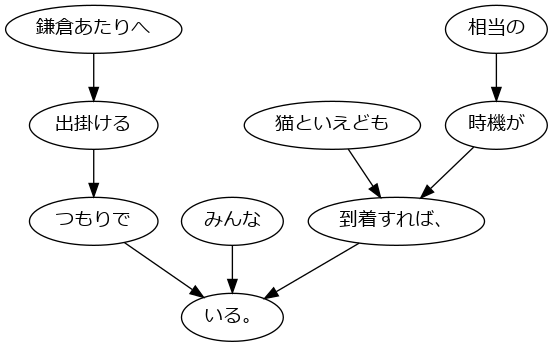 鎌倉あたりへ
相当の
出掛ける
猫といえども
時機が
つもりで
みんな
到着すれば、
いる。